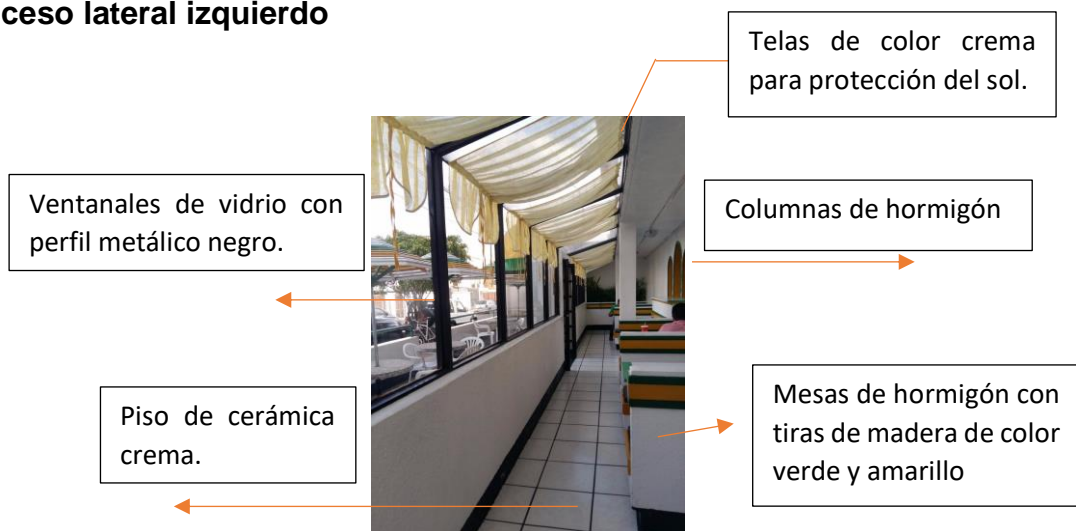 ceso lateral izquierdo
Telas de color crema
para protección del sol.
Ventanales de vidrio con
perfil metálico negro.
Columnas de hormigón
Piso de cerámica
crema.
Mesas de hormigón con
tiras de madera de color
verde y amarillo